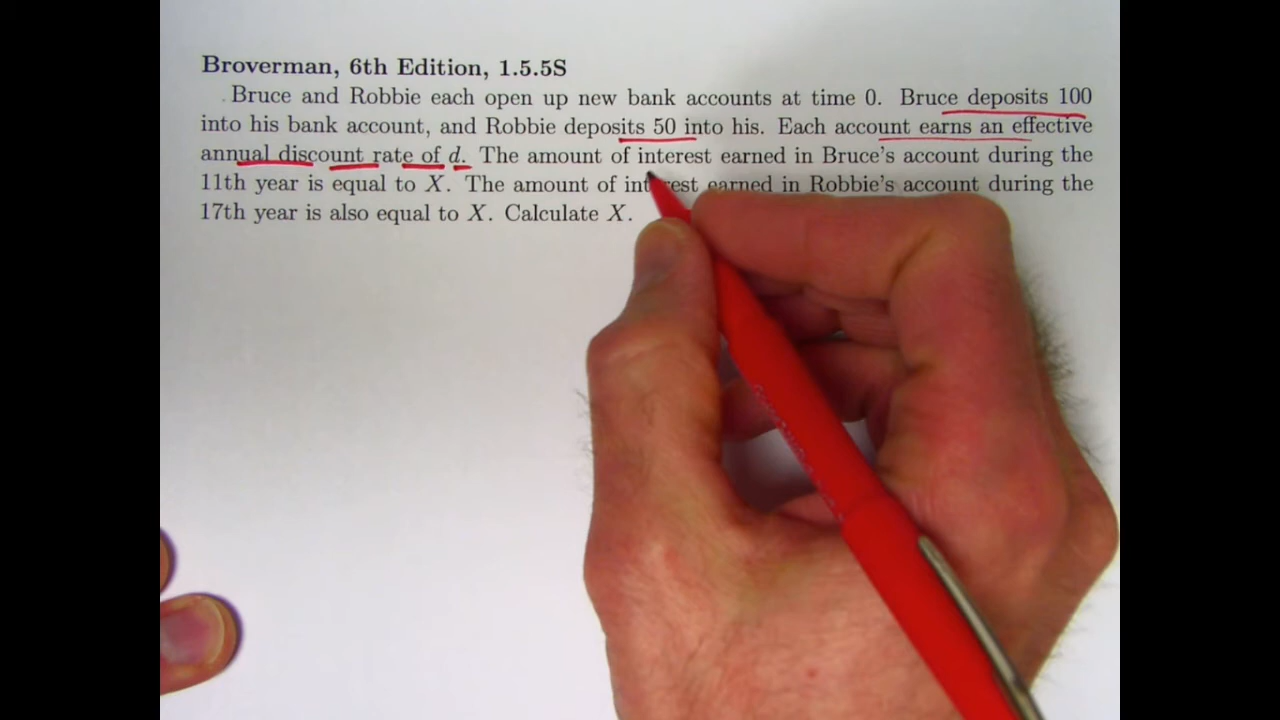 Broverman, 6th Edition, 1.5.5S
Bruce and Robbie each open up new bank accounts at time 0. Bruce deposits 100
into his bank account, and Robbie deposits 50 into his. Each account earns an effective
annual discount rate of d. The amount of interest earned in Bruce's account during the
11th year is equal to X. The amount of interest earned in Robbie's account during the
17th year is also equal to X. Calculate X.